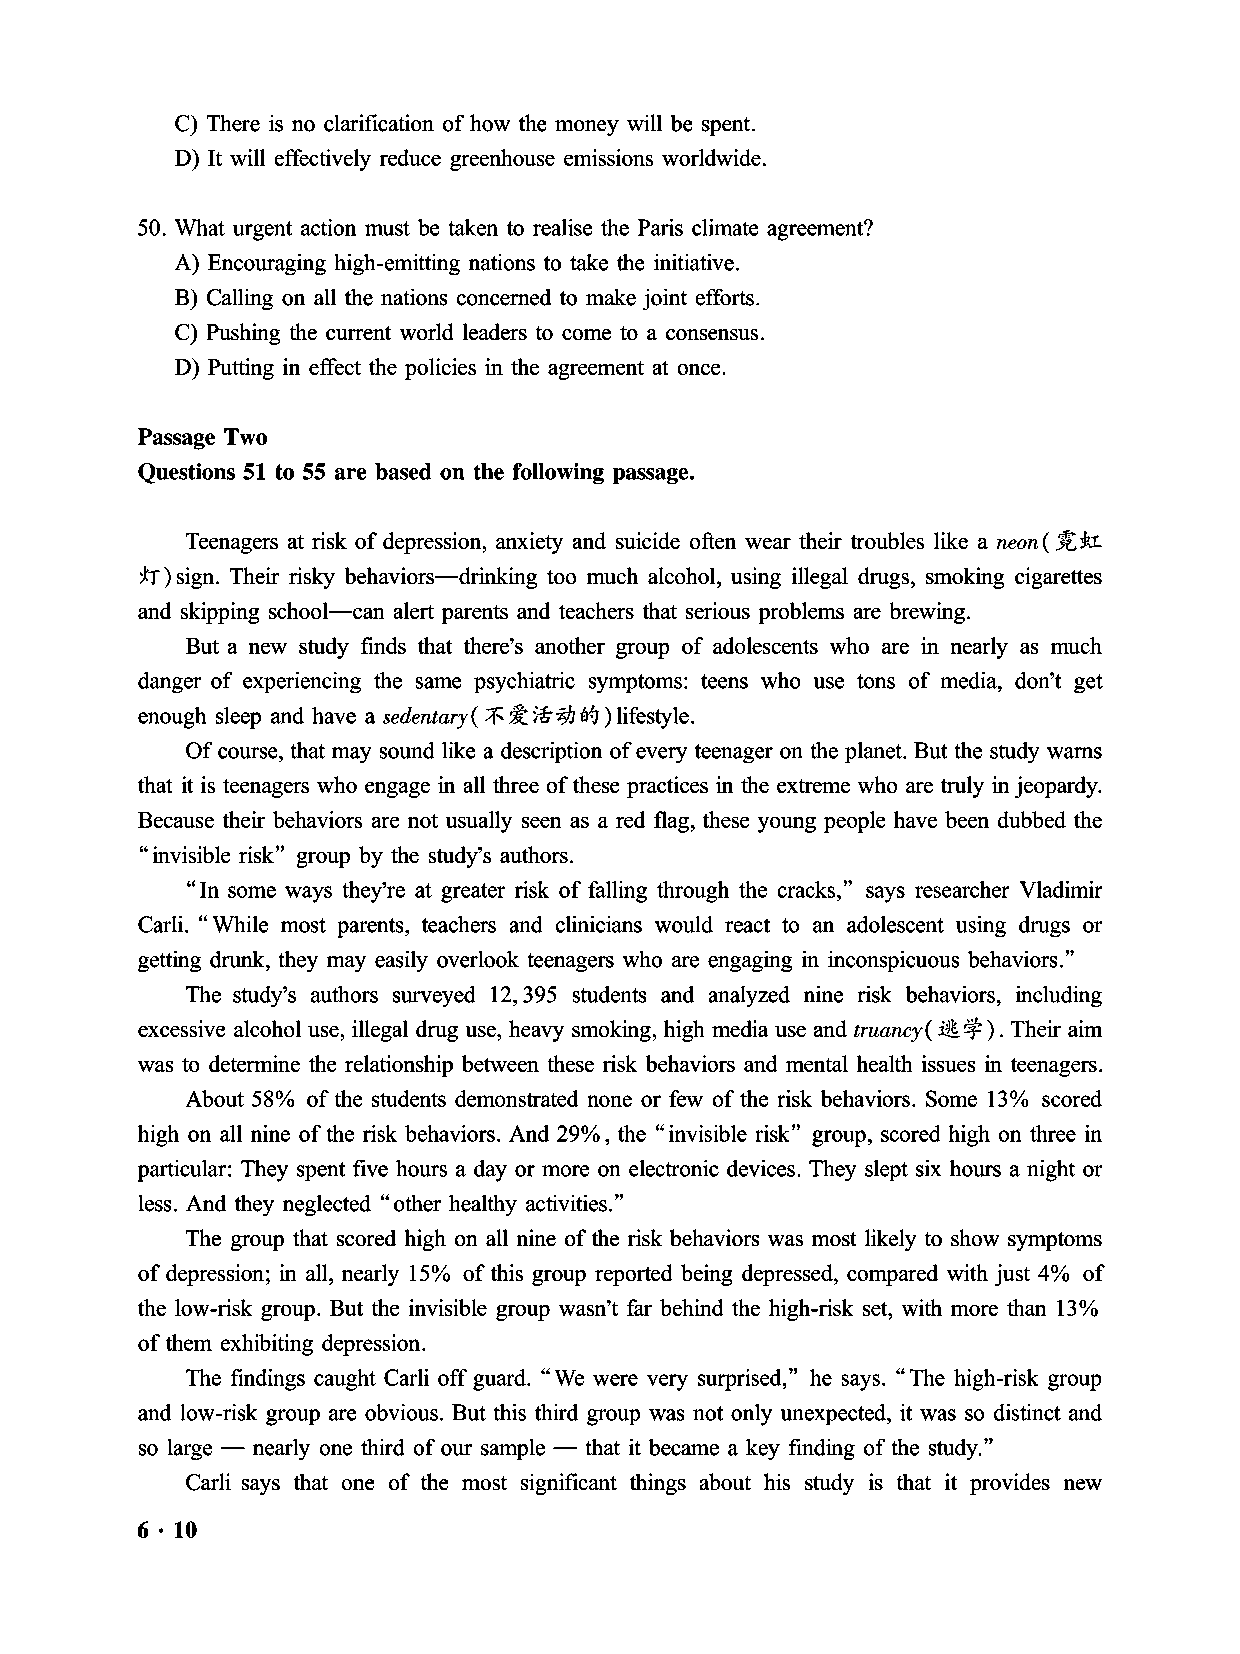 C) There is no clarification of how the money will be spent.
D) It will effectively reduce greenhouse emissions worldwide.
50. What urgent action must be taken to realise the Paris climate agreement?
A) Encouraging high-emitting nations to take the initiative.
B) Calling on all the nations concerned to make joint efforts.
C) Pushing the current world leaders to come to a consensus.
D) Putting in effect the policies in the agreement at once.
Passage Two
Questions 51 to 55 are based on the following passage.
Teenagers at risk of depression, anxiety and suicide often wear their troubles like a neon(霓虹
灯)sign. Their risky behaviors—drinking too much alcohol, using illegal drugs, smoking cigarettes
and skipping school—can alert parents and teachers that serious problems are brewing.
But a new study finds that there's another group of adolescents who are in nearly as much
danger of experiencing the same psychiatric symptoms: teens who use tons of media, don't get
enough sleep and have a sedentary(不爱活动的)lifestyle.
Of course, that may sound like a description of every teenager on the planet. But the study warns
that it is teenagers who engage in all three of these practices in the extreme who are truly in jeopardy.
Because their behaviors are not usually seen as a red flag, these young people have been dubbed the
“invisible risk” group by the study's authors.
“In some ways they're at greater risk of falling through the cracks,” says researcher Vladimir
Carli. “While most parents, teachers and clinicians would react to an adolescent using drugs or
getting drunk, they may easily overlook teenagers who are engaging in inconspicuous behaviors.”
The study's authors surveyed 12,395 students and analyzed nine risk behaviors, including
excessive alcohol use, illegal drug use, heavy smoking, high media use and truancy(逃学). Their aim
was to determine the relationship between these risk behaviors and mental health issues in teenagers.
About 58% of the students demonstrated none or few of the risk behaviors. Some 13% scored
high on all nine of the risk behaviors. And 29%, the “invisible risk” group, scored high on three in
particular: They spent five hours a day or more on electronic devices. They slept six hours a night or
less. And they neglected “other healthy activities.”
The group that scored high on all nine of the risk behaviors was most likely to show symptoms
of depression; in all, nearly 15% of this group reported being depressed, compared with just 4% of
the low-risk group. But the invisible group wasn't far behind the high-risk set, with more than 13%
of them exhibiting depression.
The findings caught Carli off guard. “We were very surprised,” he says. “The high-risk group
and low-risk group are obvious. But this third group was not only unexpected, it was so distinct and
so large — nearly one third of our sample — that it became a key finding of the study.”
Carli says that one of the most significant things about his study is that it provides new
6 · 10